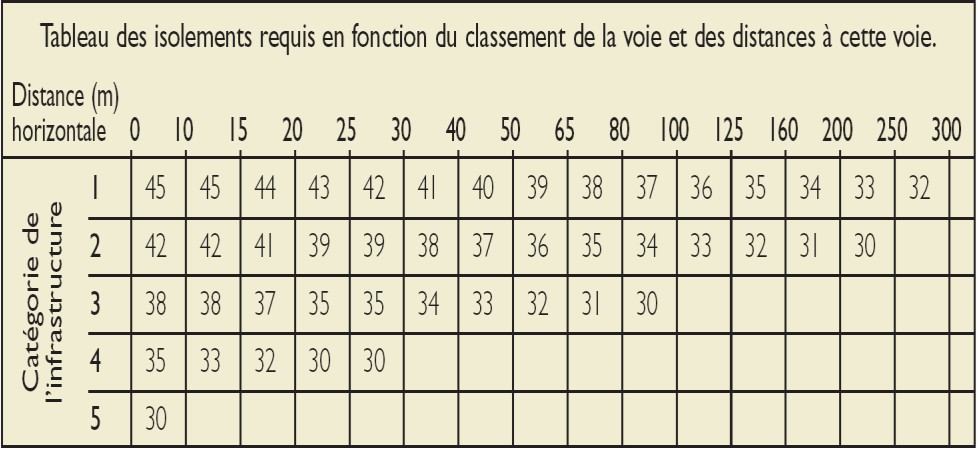 Tableau des isolements requis en fonction du classement de la voie et des distances à cette voie.
Distance (m)
horizontale 0 10 15 20 25 30 40 50 65 80 100 125 160 200 250 300
Catégorie de
l'infrastructure
1 45 45 44 43 42 41 40 39 38 37 36 35 34 33 32
2 42 42 41 39 39 38 37 36 35 34 33 32 31 30
3 38 38 37 35 35 34 33 32 31 30
4 35 33 32 30 30
5 30